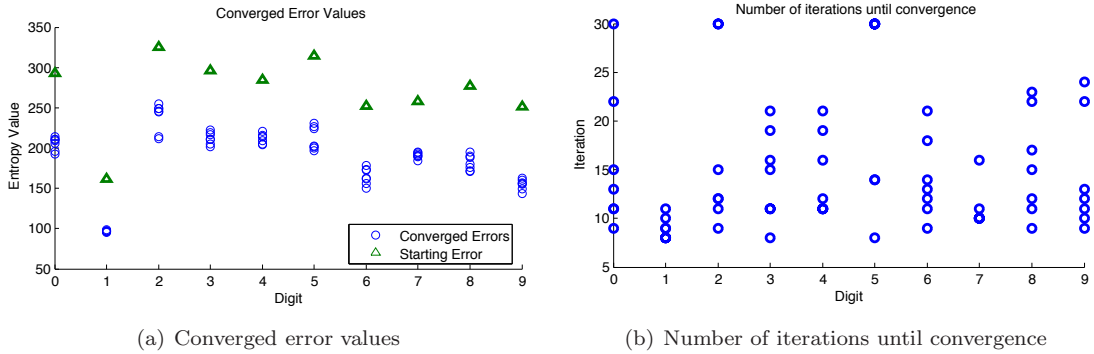 Converged Error Values
350
300
250
200
150
100
50
Entropy Value
0 1 2 3 4 5 6 7 8 9
Digit
Converged Errors
Starting Error
(a) Converged error values
Number of iterations until convergence
30
25
20
15
10
5
Iteration
0 1 2 3 4 5 6 7 8 9
Digit
(b) Number of iterations until convergence